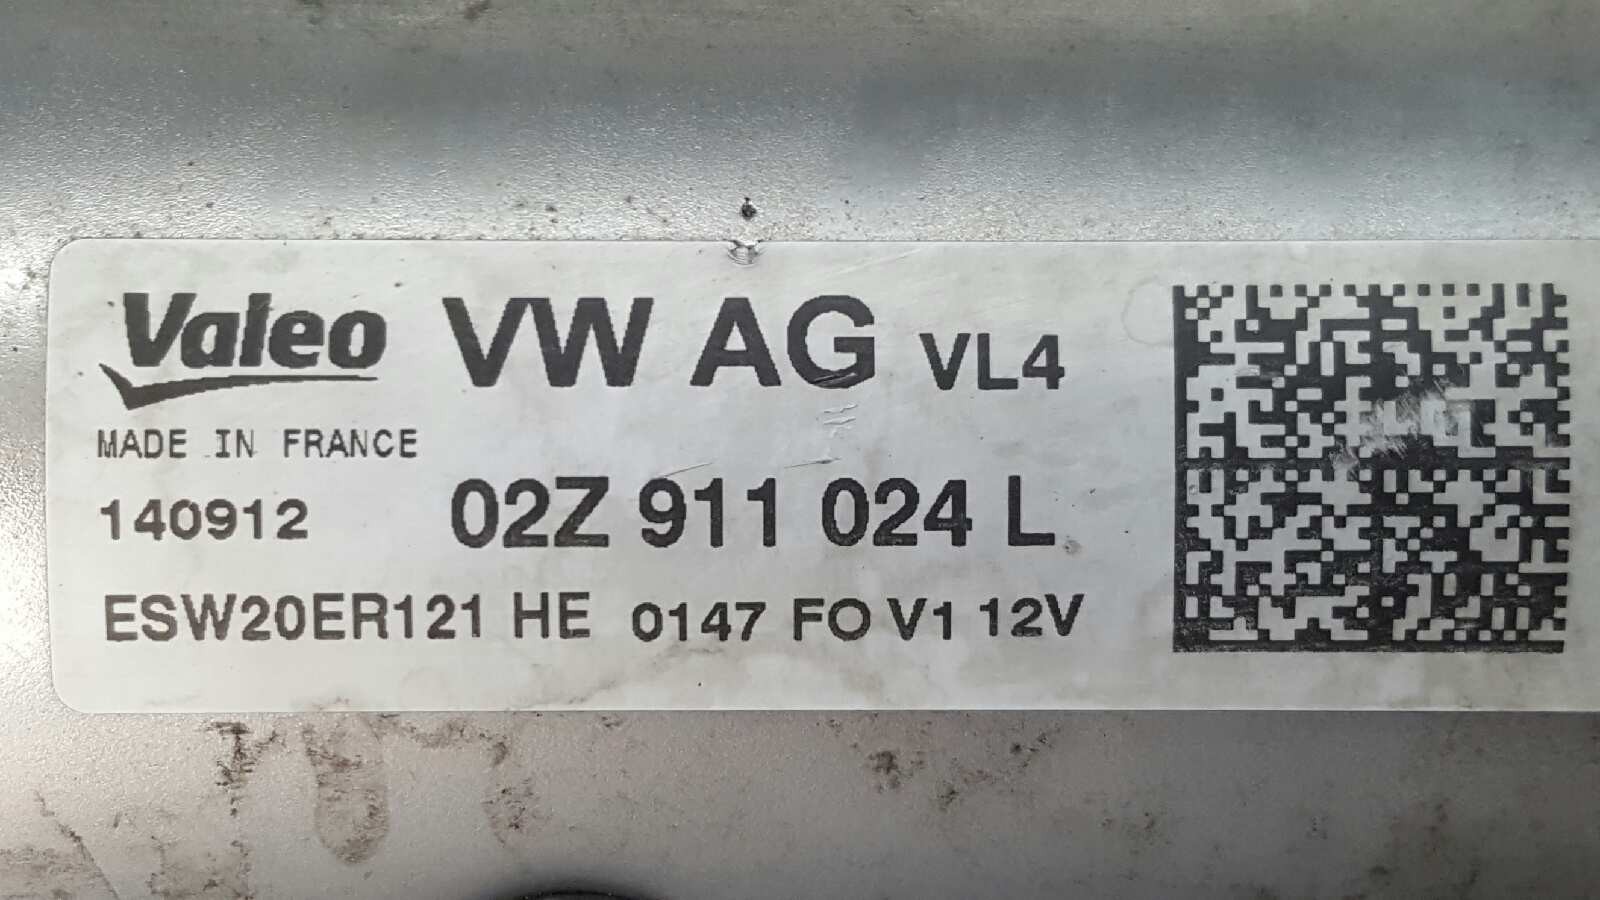 Valeo VW AG VL4
MADE IN FRANCE
140912 02Z 911 024 L
ESW20ER121 HE 0147 FO V1 12V